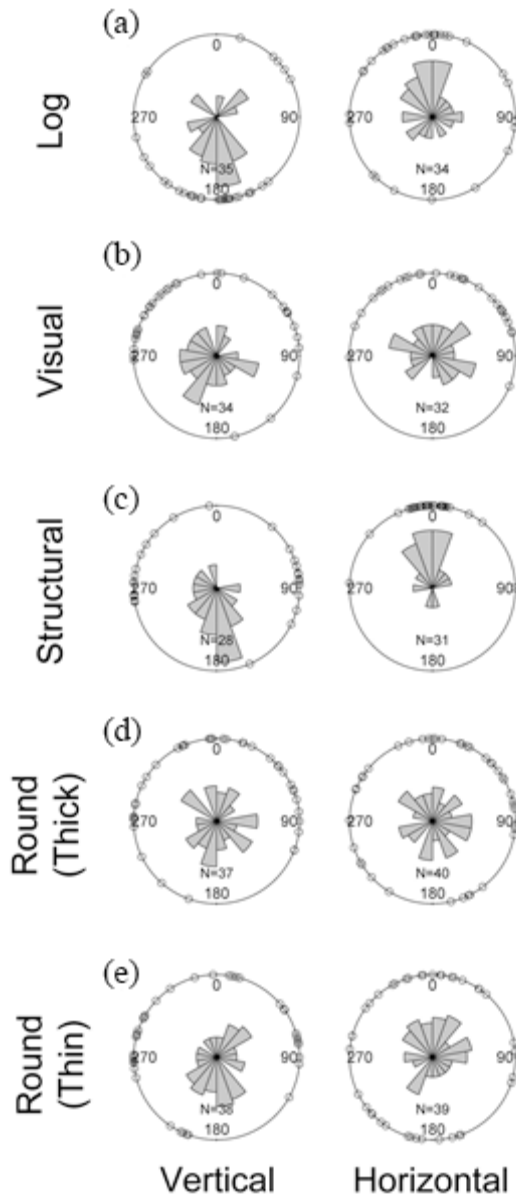 (a)
Log
0
270
90
N=35
180
0
270
90
N=34
180
(b)
Visual
0
270
90
N=34
180
0
270
90
N=32
180
(c)
Structural
0
270
90
N=28
180
0
270
90
N=31
180
(d)
Round
(Thick)
0
270
90
N=37
180
0
270
90
N=40
180
(e)
Round
(Thin)
0
270
90
N=38
180
0
270
90
N=39
180
Vertical
Horizontal